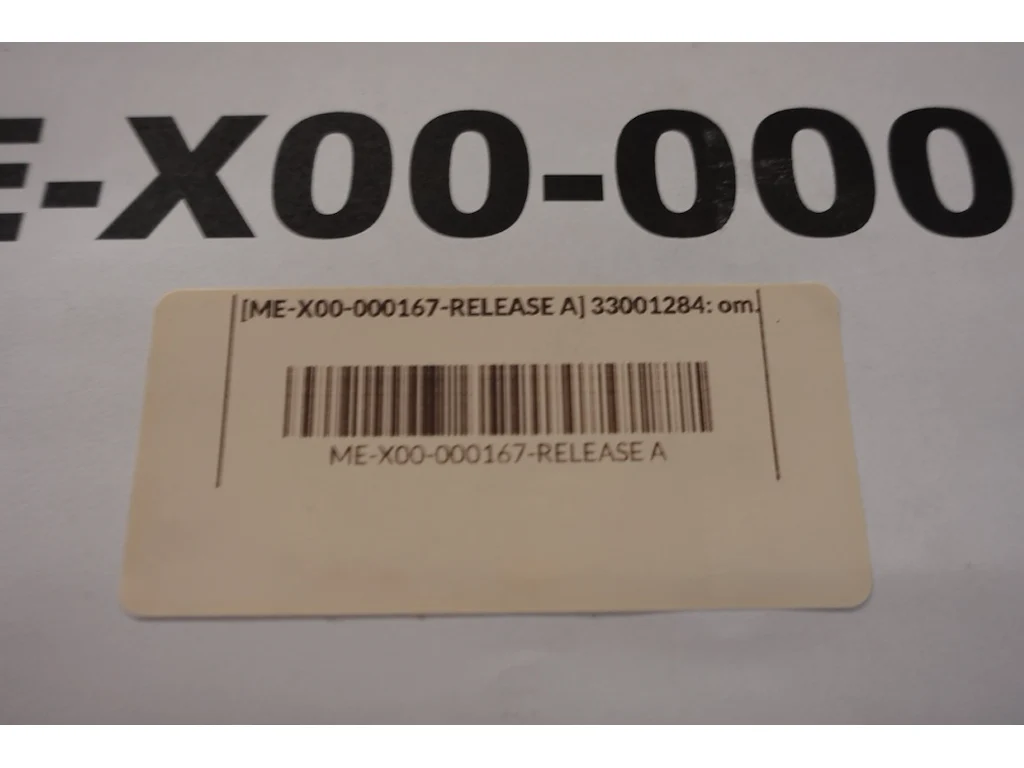 E-X00-000
[ME-X00-000167-RELEASE A] 33001284: om.
ME-X00-000167-RELEASE A